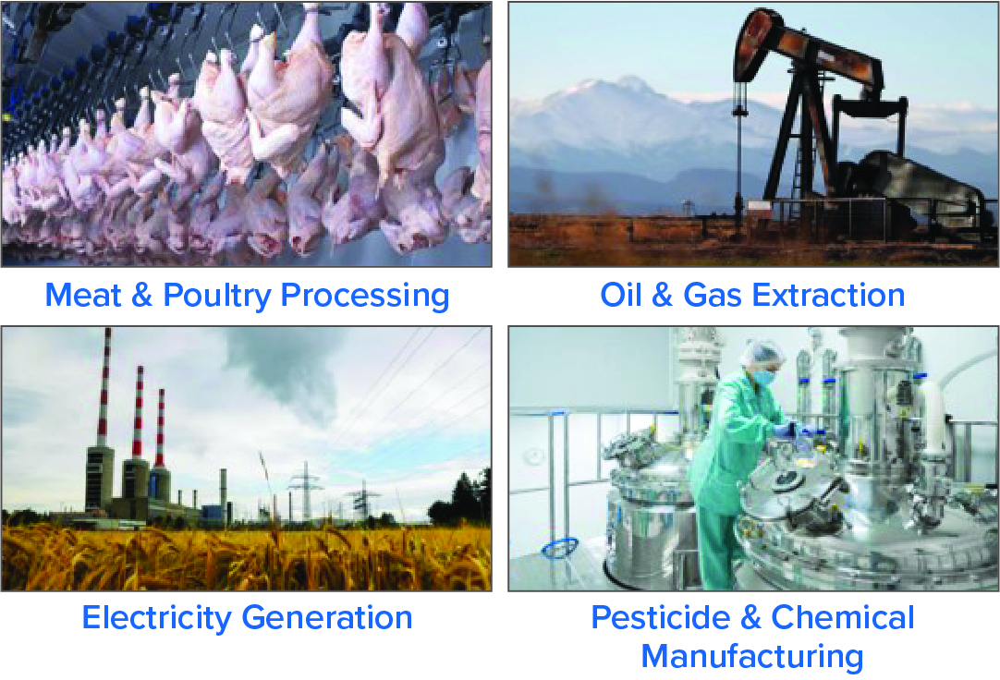 Meat & Poultry Processing
Oil & Gas Extraction
Electricity Generation
Pesticide & Chemical
Manufacturing